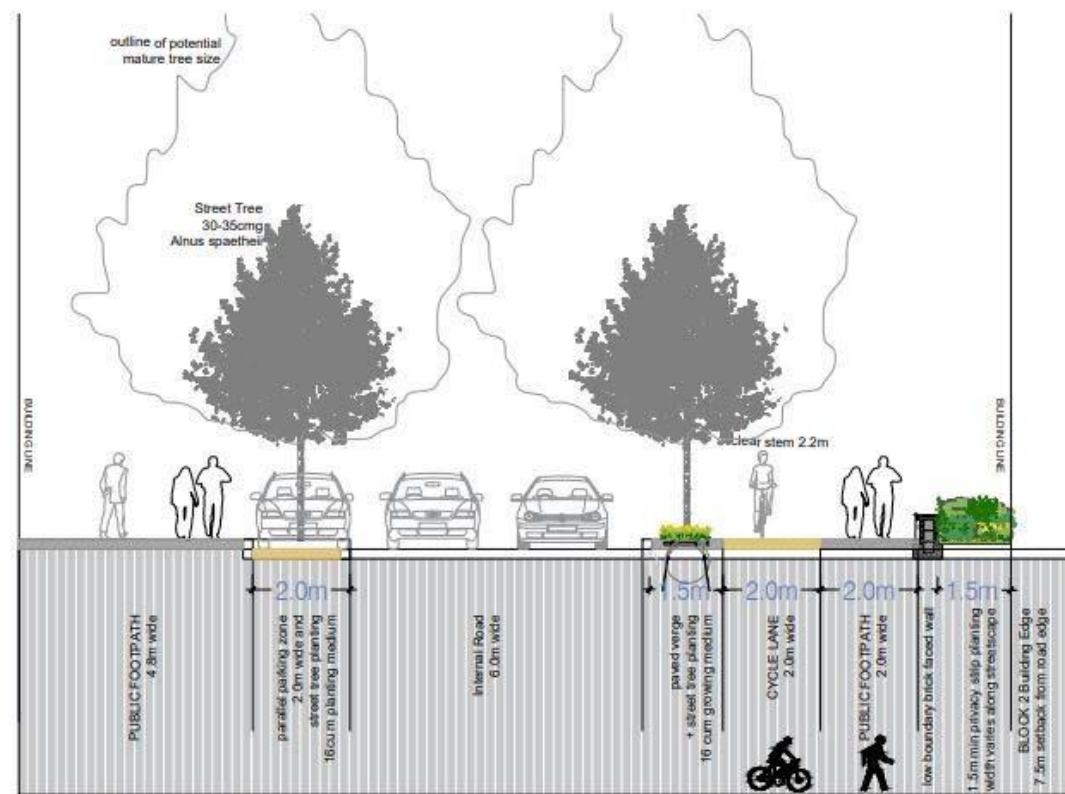 outline of potential
mature tree size
Street Tree
30-35cmg
Alnus spaetheii
BUILDING LINE
BUILDING LINE
clear stem 2.2m
2.0m
1.5m
2.0m
2.0m
1.5m
PUBLIC FOOTPATH
4.8m wide
parallel parking zone
2.0m wide and
street tree planting
16cu m planting medium
Internal Road
6.0m wide
paved verge
+ street tree planting
16 cum growing medium
CYCLE LANE
2.0m wide
PUBLIC FOOTPATH
2.0m wide
low boundary brick faced wall
1.5m min privacy strip planting
width varies along streetscape
BLOCK 2 Building Edge
7.5m setback from road edge